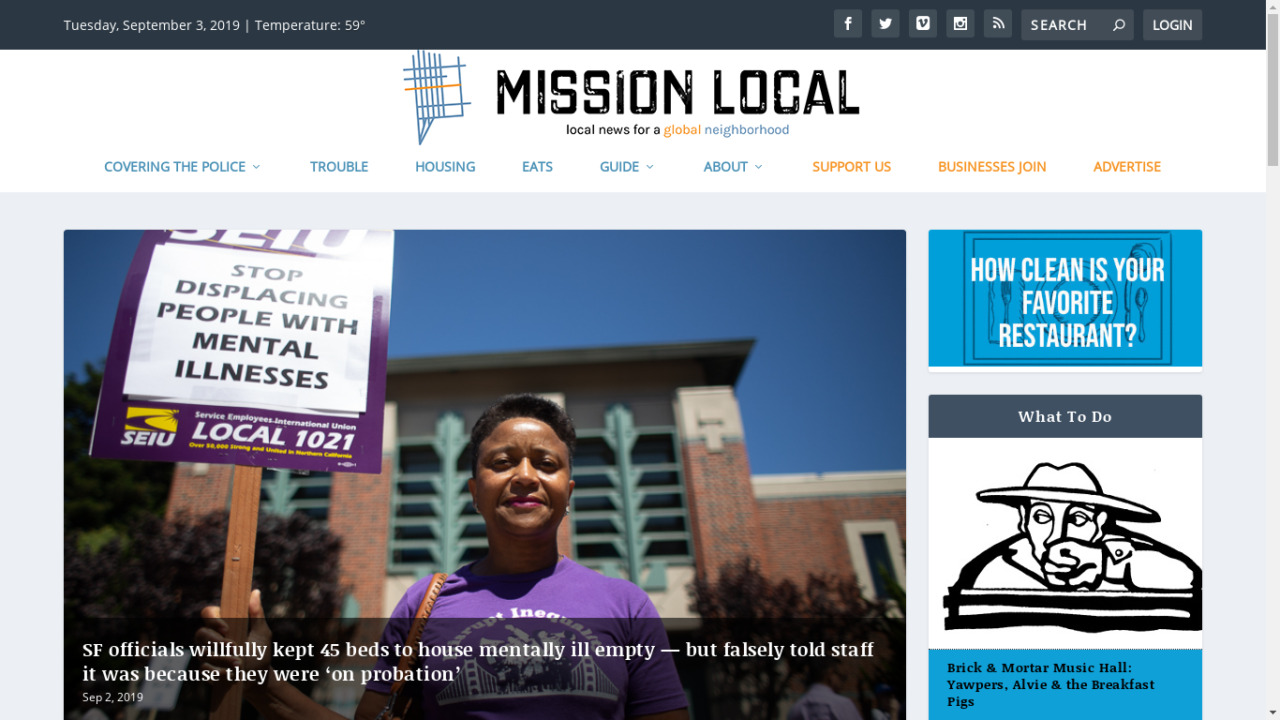 Tuesday, September 3, 2019 | Temperature: 59°
SEARCH
LOGIN
MISSION LOCAL
local news for a global neighborhood
COVERING THE POLICE
TROUBLE
HOUSING
EATS
GUIDE
ABOUT
SUPPORT US
BUSINESSES JOIN
ADVERTISE
SEIU
STOP
DISPLACING
PEOPLE WITH
MENTAL
ILLNESSES
SEIU
Service Employees International Union
LOCAL 1021
Over 50,000 Strong and United in Northern California
SF officials willfully kept 45 beds to house mentally ill empty — but falsely told staff
it was because they were ‘on probation’
Sep 2, 2019
HOW CLEAN IS YOUR
FAVORITE
RESTAURANT?
What To Do
Brick & Mortar Music Hall:
Yawpers, Alvie & the Breakfast
Pigs